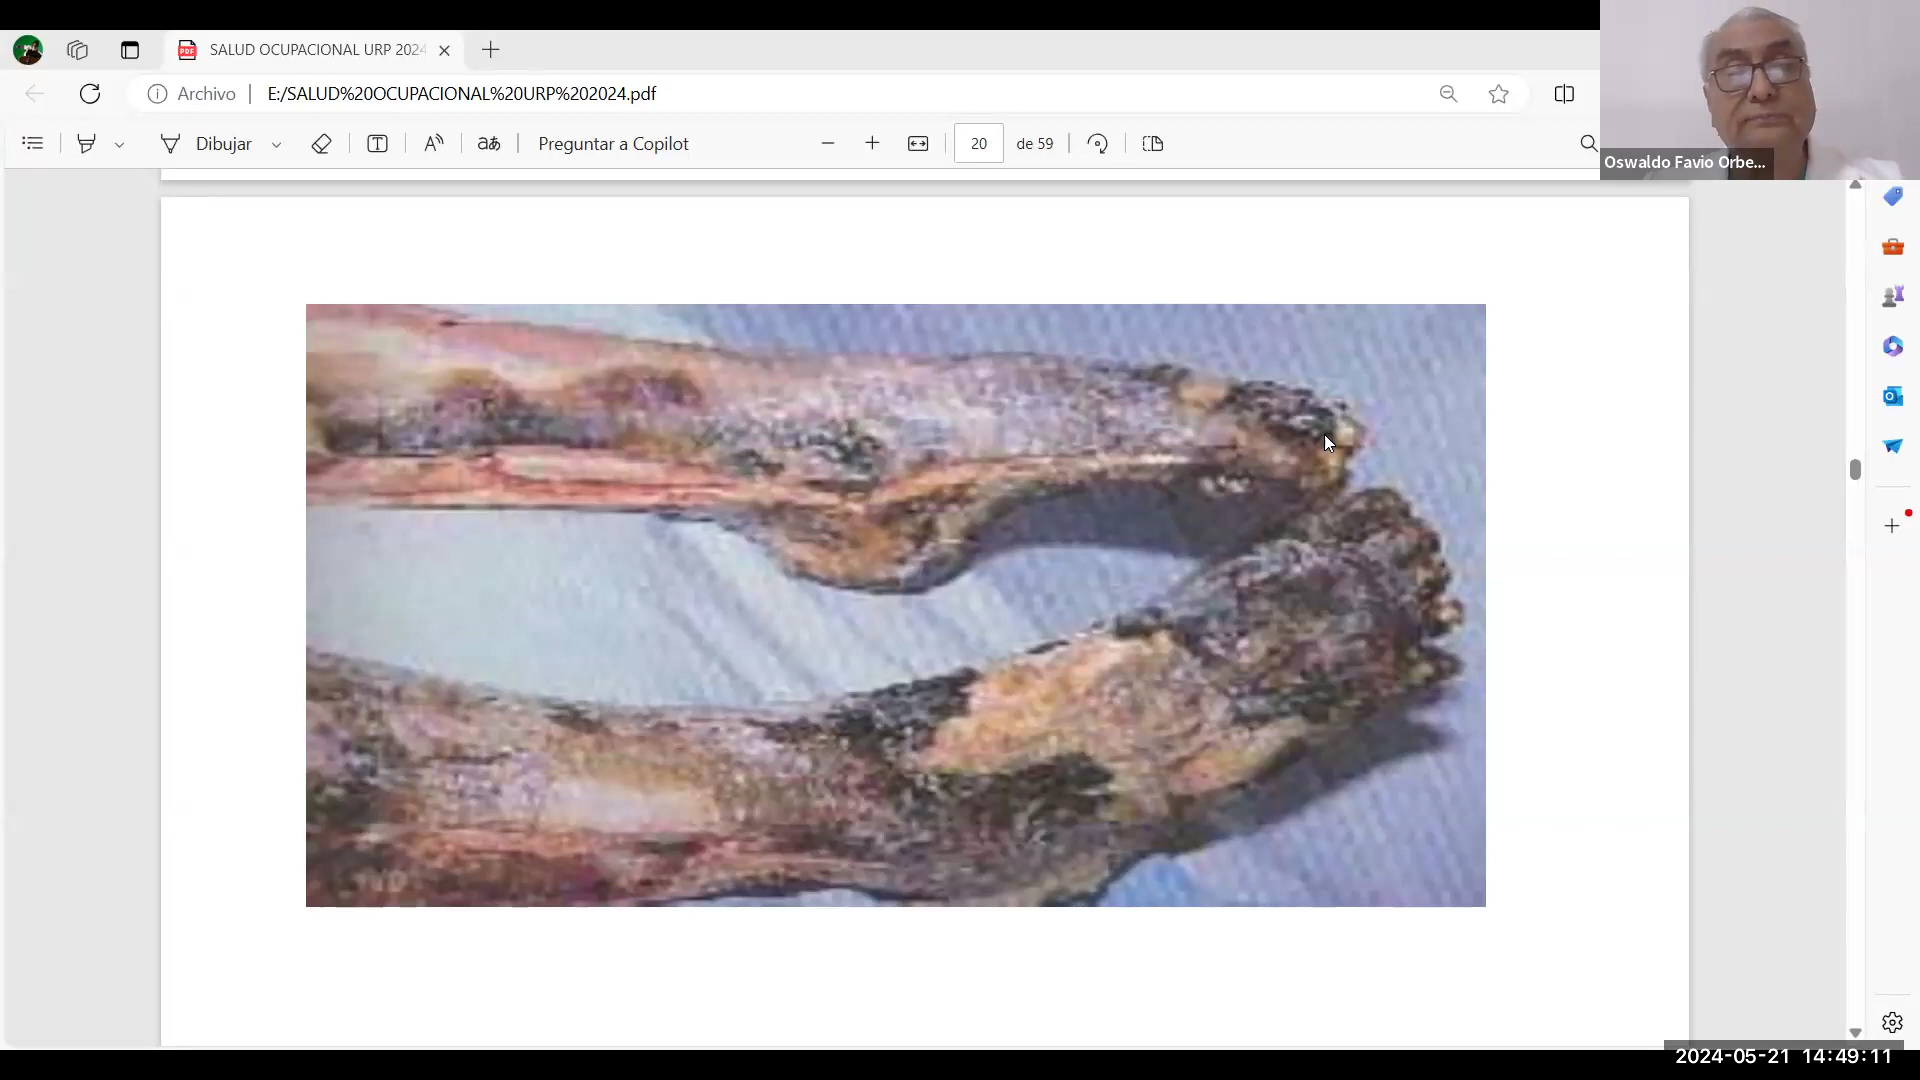 SALUD OCUPACIONAL URP 2024
Archivo
E:/SALUD%20OCUPACIONAL%20URP%202024.pdf
Dibujar
Preguntar a Copilot
20
de 59
Oswaldo Favio Orbe...
2024-05-21 14:49:11